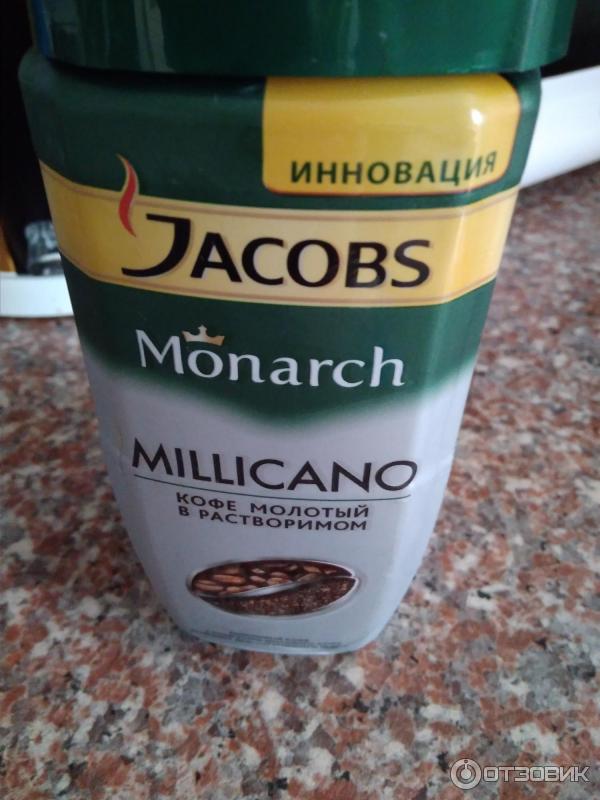 ИННОВАЦИЯ
JACOBS
Monarch
MILLICANO
КОФЕ МОЛОТЫЙ
В РАСТВОРИМОМ
ОТЗОВИК